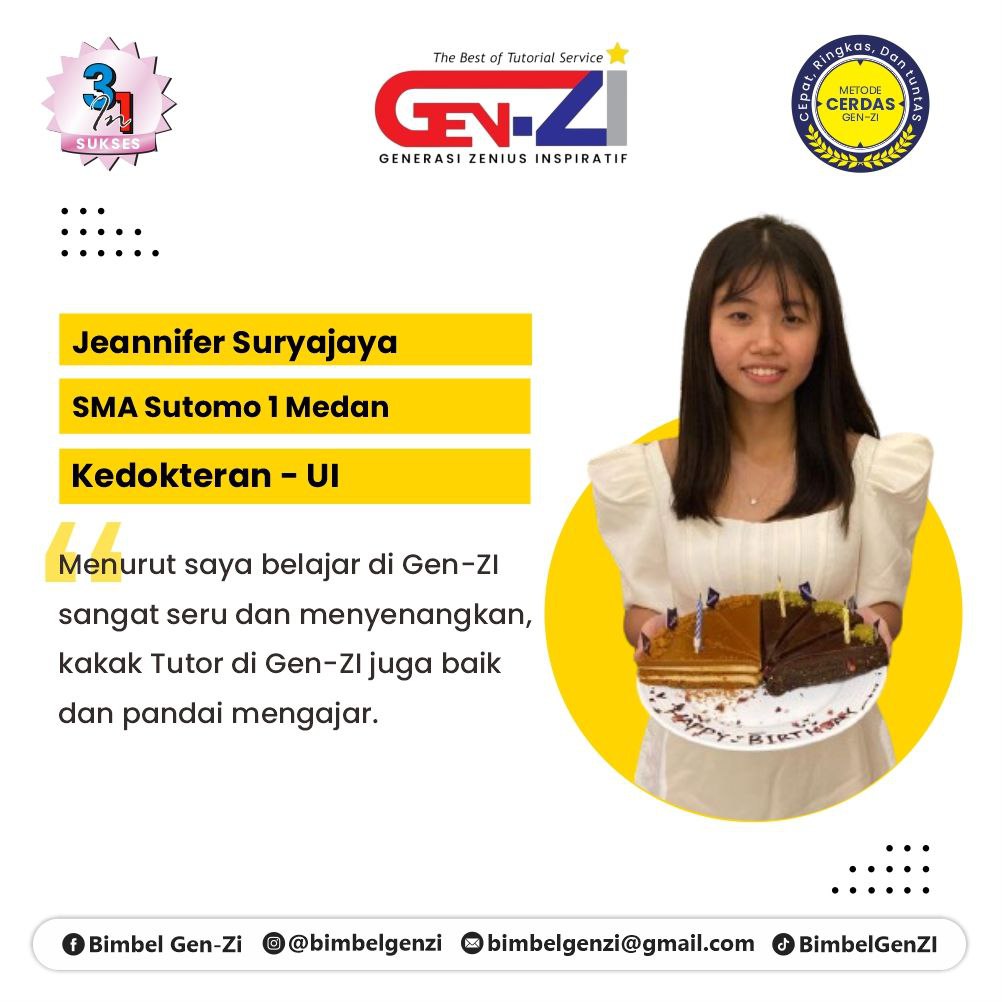 3 In 1
SUKSES
The Best of Tutorial Service
GEN-ZI
GENERASI ZENIUS INSPIRATIF
CEpat, Ringkas, Dan tuntAS
METODE
CERDAS
GEN-ZI
Jeannifer Suryajaya
SMA Sutomo 1 Medan
Kedokteran - UI
“
Menurut saya belajar di Gen-ZI
sangat seru dan menyenangkan,
kakak Tutor di Gen-ZI juga baik
dan pandai mengajar.
HAPPY BIRTHDAY
Bimbel Gen-Zi @bimbelgenzi bimbelgenzi@gmail.com BimbelGenZI